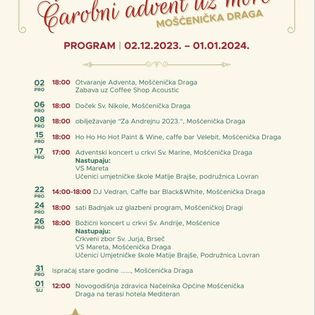 Čarobni advent uz more
MOŠĆENIČKA DRAGA
PROGRAM | 02.12.2023. – 01.01.2024.
02 PRO 18:00 Otvaranje Adventa, Mošćenička Draga
Zabava uz Coffee Shop Acoustic
06 PRO 18:00 Doček Sv. Nikole, Mošćenička Draga
08 PRO 18:00 obilježavanje "Za Andrejnu 2023.", Mošćenička Draga
15 PRO 18:00 Ho Ho Ho Hot Paint & Wine, caffe bar Velebit, Mošćenička Draga
17 PRO 17:00 Adventski koncert u crkvi Sv. Marine, Mošćenička Draga
Nastupaju:
VS Mareta
Učenici umjetničke škole Matije Brajše, podružnica Lovran
22 PRO 14:00-18:00 DJ Vedran, Caffe bar Black&White, Mošćenička Draga
24 PRO 18:00 sati Badnjak uz glazbeni program, Mošćeničkoj Dragi
26 PRO 18:00 Božićni koncert u crkvi Sv. Andrije, Mošćenice
Nastupaju:
Crkveni zbor Sv. Jurja, Brseč
VS Mareta, Mošćenička Draga
Učenici Umjetničke škole Matije Brajše, Podružnica Lovran
31 PRO Ispraćaj stare godine ......, Mošćenička Draga
01 SIJ 12:00 Novogodišnja zdravica Načelnika Općine Mošćenička
Draga na terasi hotela Mediteran